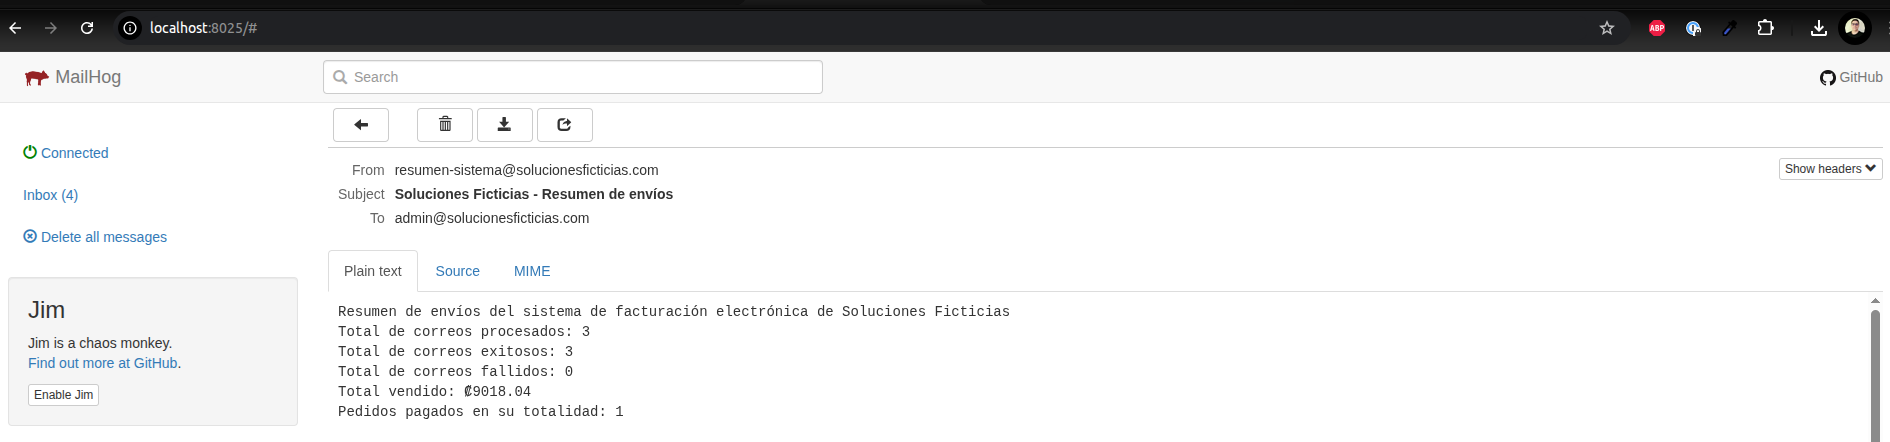 localhost:8025/#
ABP
MailHog
Search
GitHub
Connected
Inbox (4)
Delete all messages
Jim
Jim is a chaos monkey.
Find out more at GitHub.
Enable Jim
From resumen-sistema@solucionesficticias.com
Show headers
Subject Soluciones Ficticias - Resumen de envíos
To admin@solucionesficticias.com
Plain text Source MIME
Resumen de envíos del sistema de facturación electrónica de Soluciones Ficticias
Total de correos procesados: 3
Total de correos exitosos: 3
Total de correos fallidos: 0
Total vendido: ₡9018.04
Pedidos pagados en su totalidad: 1